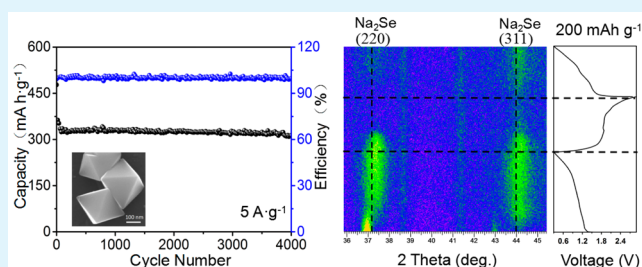 Na₂Se
(220)
Na₂Se
(311)
200 mAh g⁻¹
Capacity (mA h·g⁻¹)
600
450
300
150
0
120
90
60
30
0
Efficiency (%)
100 nm
5 A·g⁻¹
0 1000 2000 3000 4000
Cycle Number
36 37 38 39 40 41 42 43 44 45
2 Theta (deg.)
0.6 1.2 1.8 2.4
Voltage (V)